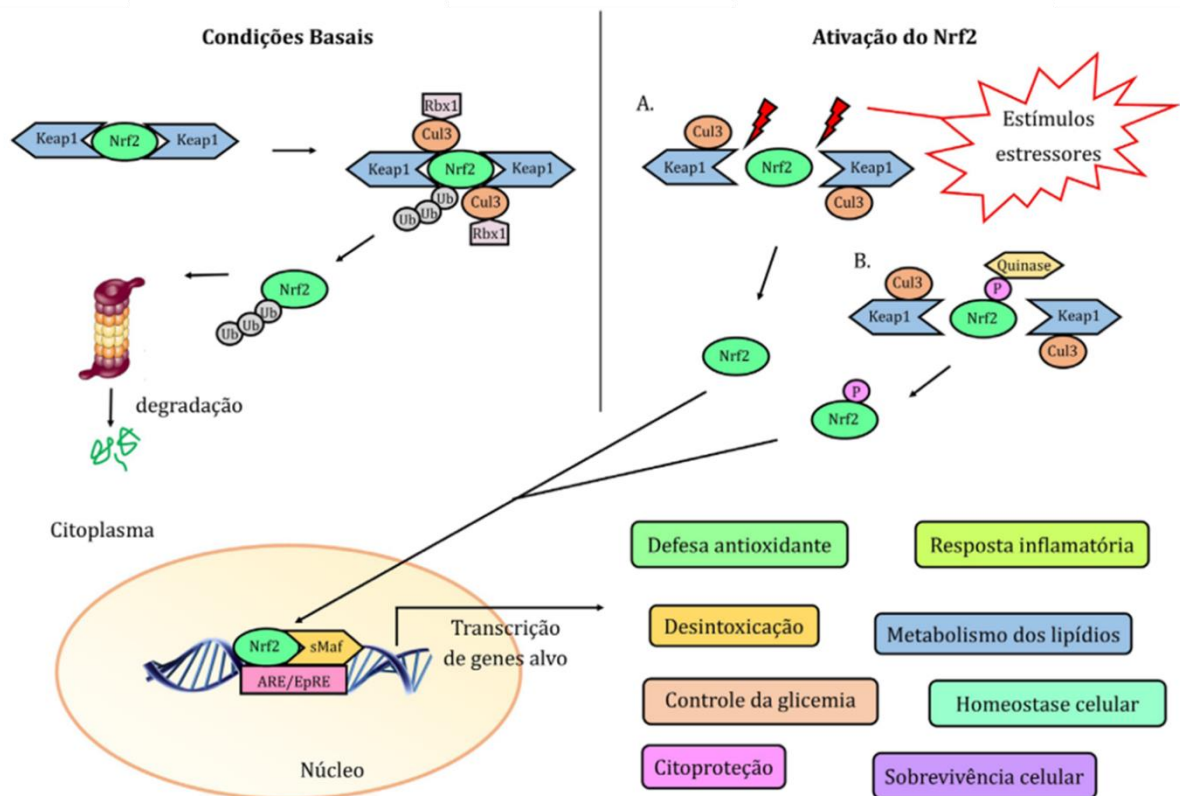 Condições Basais
Keap1
Nrf2
Keap1
Rbx1
Cul3
Keap1
Nrf2
Keap1
Ub
Ub
Ub
Cul3
Rbx1
Nrf2
Ub
Ub
Ub
degradação
Ativação do Nrf2
A.
Cul3
Keap1
Nrf2
Keap1
Cul3
Estímulos
estressores
B.
Quinase
P
Cul3
Keap1
Nrf2
Keap1
Cul3
Nrf2
P
Nrf2
Citoplasma
Nrf2
sMaf
ARE/EpRE
Transcrição
de genes alvo
Núcleo
Defesa antioxidante
Resposta inflamatória
Desintoxicação
Metabolismo dos lipídios
Controle da glicemia
Homeostase celular
Citoproteção
Sobrevivência celular